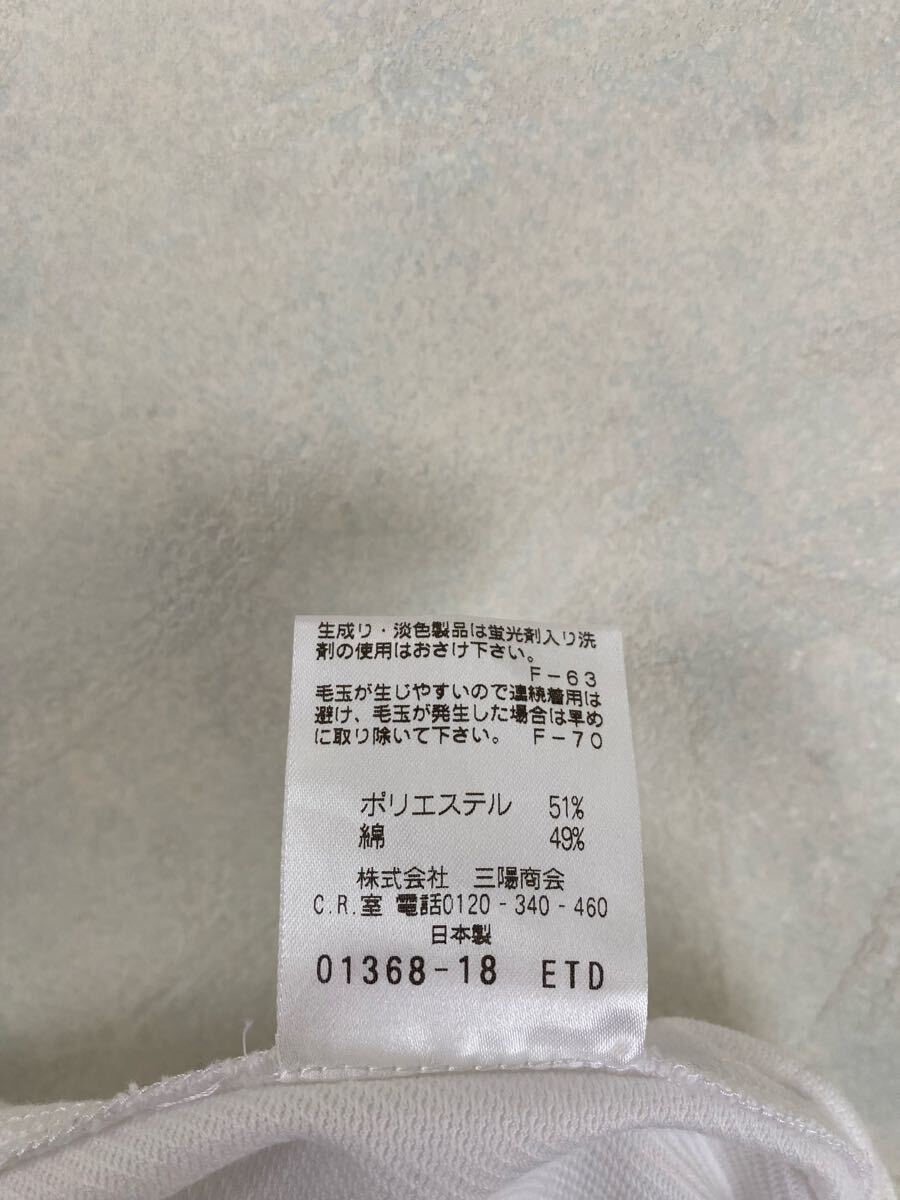 生成り・淡色製品は蛍光剤入り洗
剤の使用はおさけ下さい。
F-63
毛玉が生じやすいので連続着用は
避け、毛玉が発生した場合は早め
に取り除いて下さい。 F-70
ポリエステル 51%
綿 49%
株式会社 三陽商会
C.R.室 電話0120-340-460
日本製
01368-18 ETD